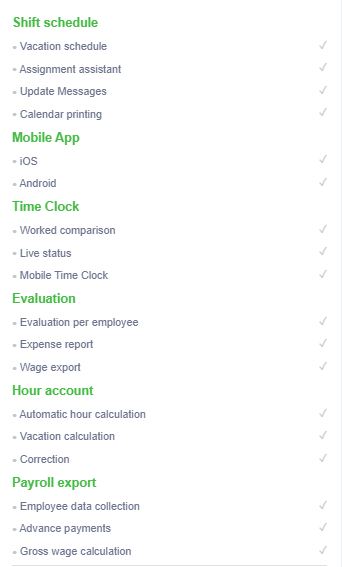 Shift schedule
- Vacation schedule ✓
- Assignment assistant ✓
- Update Messages ✓
- Calendar printing ✓
Mobile App
- iOS ✓
- Android ✓
Time Clock
- Worked comparison ✓
- Live status ✓
- Mobile Time Clock ✓
Evaluation
- Evaluation per employee ✓
- Expense report ✓
- Wage export ✓
Hour account
- Automatic hour calculation ✓
- Vacation calculation ✓
- Correction ✓
Payroll export
- Employee data collection ✓
- Advance payments ✓
- Gross wage calculation ✓